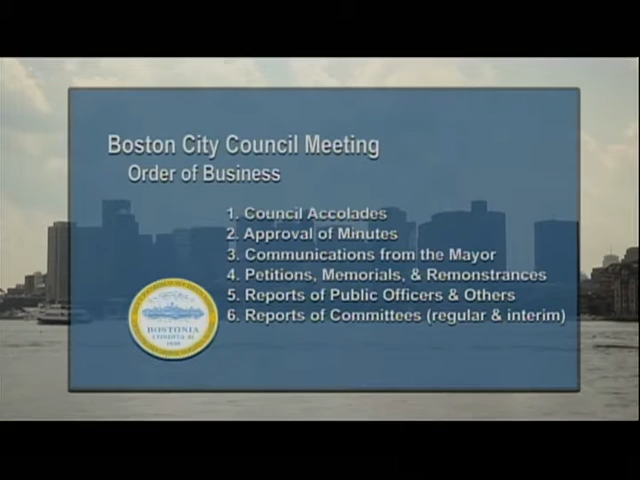 Boston City Council Meeting
Order of Business
1. Council Accolades
2. Approval of Minutes
3. Communications from the Mayor
4. Petitions, Memorials, & Remonstrances
5. Reports of Public Officers & Others
6. Reports of Committees (regular & interim)
BOSTONIA